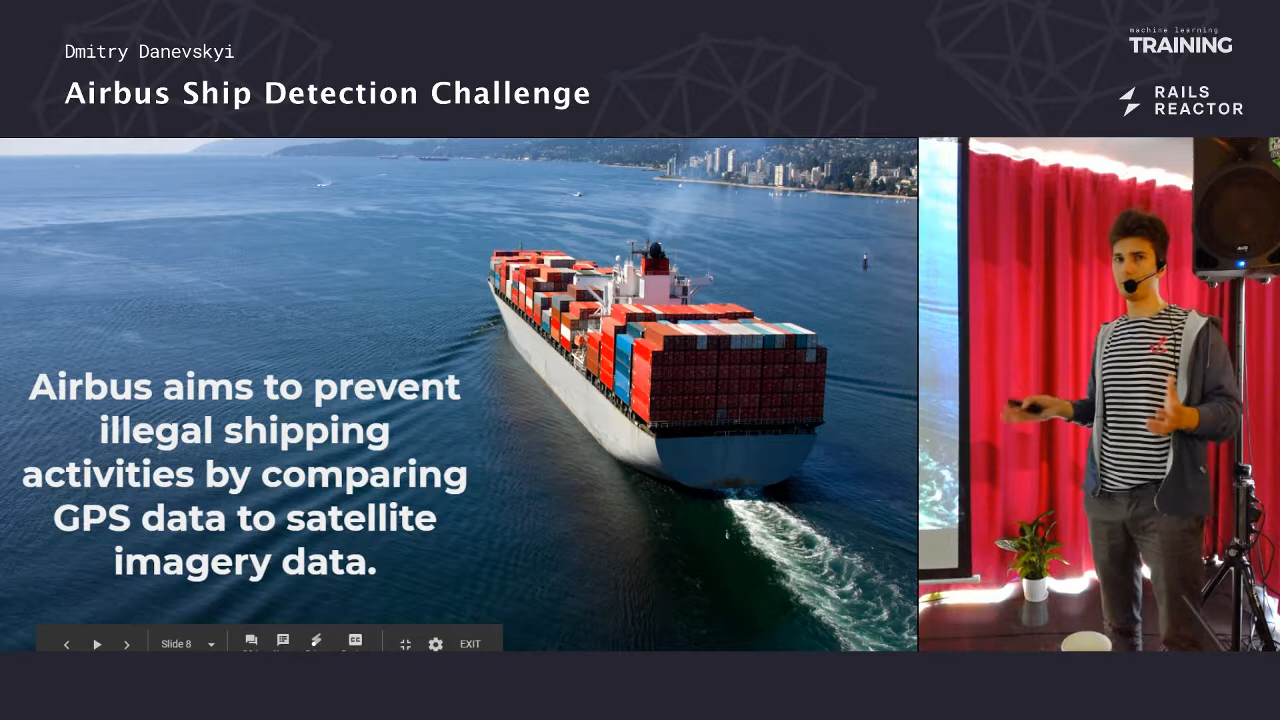 Dmitry Danevskyi
Airbus Ship Detection Challenge
machine learning
TRAINING
RAILS
REACTOR
Airbus aims to prevent
illegal shipping
activities by comparing
GPS data to satellite
imagery data.
Slide 8
CC
EXIT